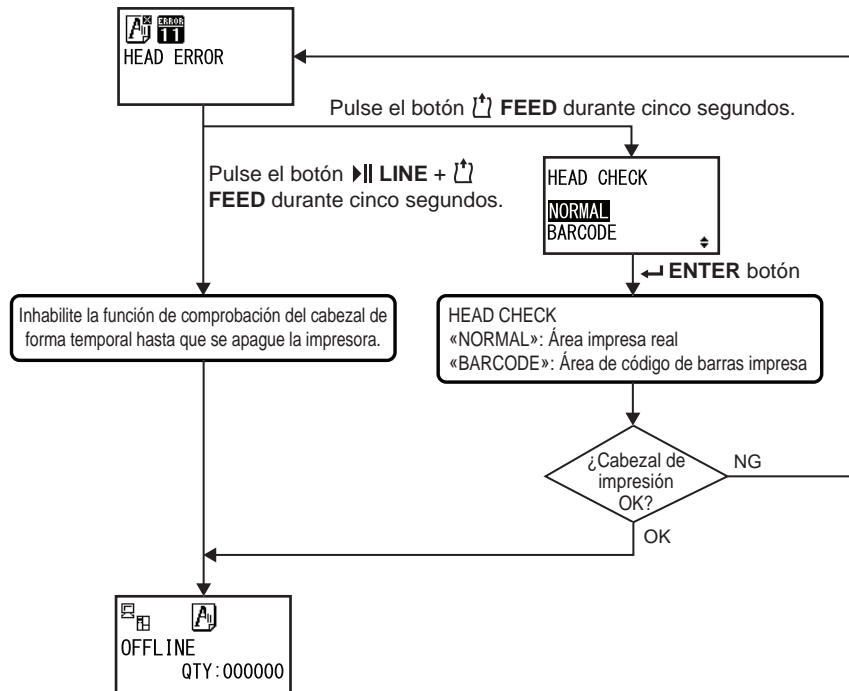 ERROR
11
HEAD ERROR
Pulse el botón FEED durante cinco segundos.
Pulse el botón LINE +
FEED durante cinco segundos.
HEAD CHECK
NORMAL
BARCODE
ENTER botón
Inhabilite la función de comprobación del cabezal de
forma temporal hasta que se apague la impresora.
HEAD CHECK
«NORMAL»: Área impresa real
«BARCODE»: Área de código de barras impresa
¿Cabezal de
impresión
OK?
NG
OK
OFFLINE
QTY:000000